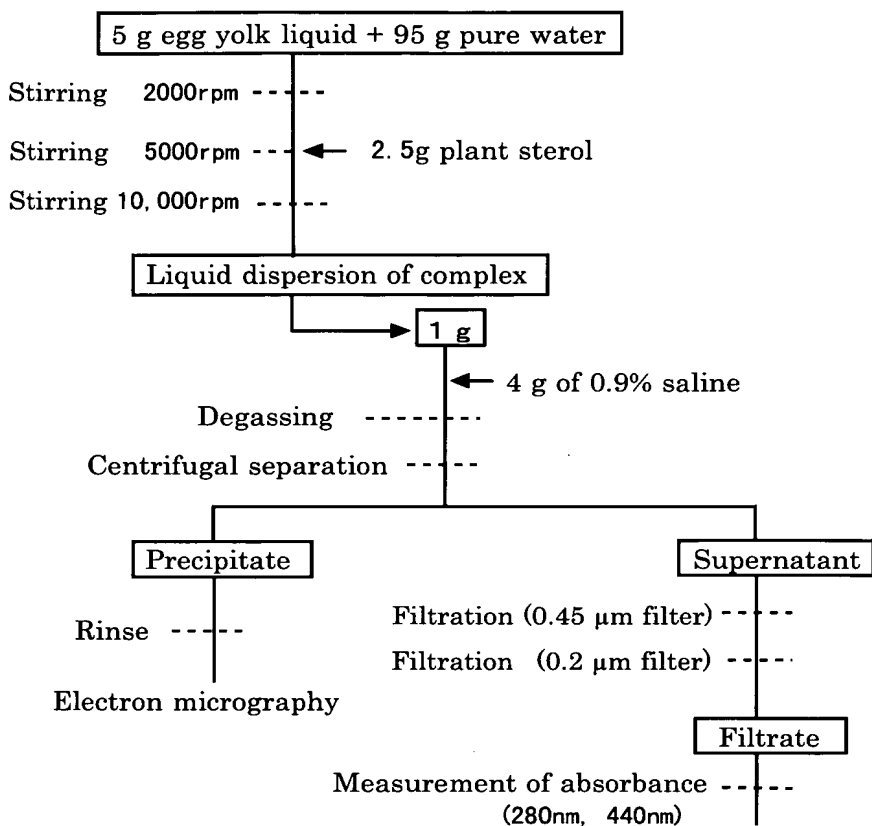 5 g egg yolk liquid + 95 g pure water
Stirring 2000rpm
Stirring 5000rpm
2.5g plant sterol
Stirring 10,000rpm
Liquid dispersion of complex
1 g
4 g of 0.9% saline
Degassing
Centrifugal separation
Precipitate
Supernatant
Rinse
Filtration (0.45 μm filter)
Filtration (0.2 μm filter)
Electron micrography
Filtrate
Measurement of absorbance
(280nm, 440nm)